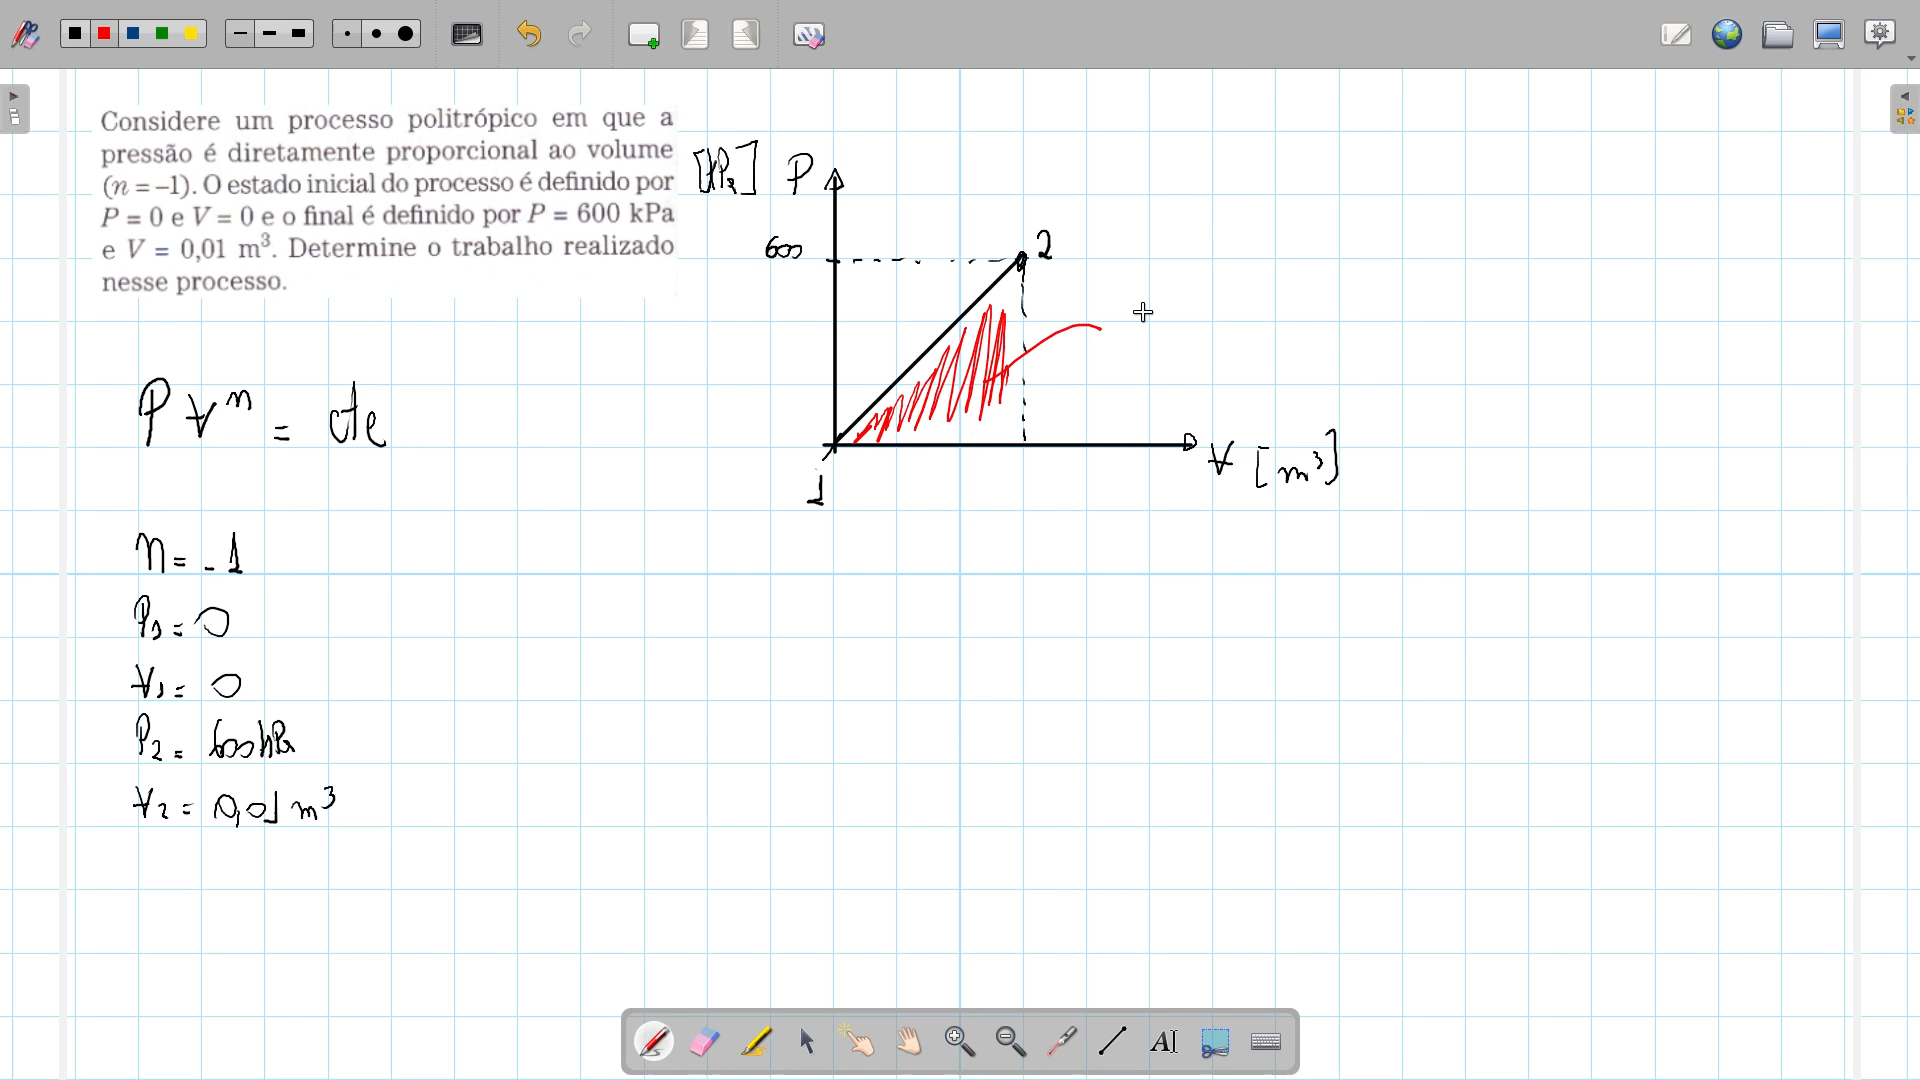 Considere um processo politrópico em que a
pressão é diretamente proporcional ao volume
(n = –1). O estado inicial do processo é definido por
P = 0 e V = 0 e o final é definido por P = 600 kPa
e V = 0,01 m³. Determine o trabalho realizado
nesse processo.
[kPa] P
600
2
1
V [m³]
P Vⁿ = cte
n = -1
P1 = 0
V1 = 0
P2 = 600 kPa
V2 = 0,01 m³
AI